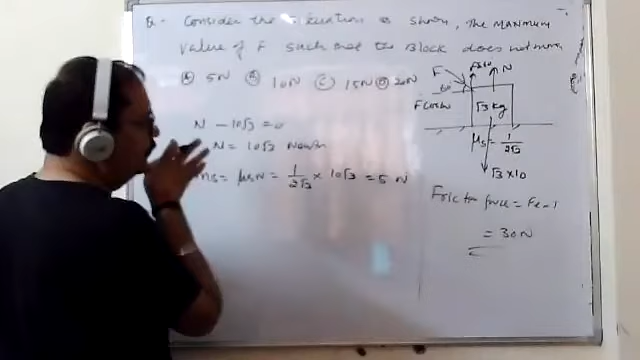 Q- Consider the situation as shown, The MAXIMUM
value of F such that the Block does not move
(A) 5N (B) 10N (C) 15N (D) 20N
N - 10√3 = 0
N = 10√3 Newton
= μsN = 1/2√3 × 10√3 = 5 N
F
N
60°
F cos60
√3 kg
μs = 1/2√3
√3 × 10
Friction force =
= 30N